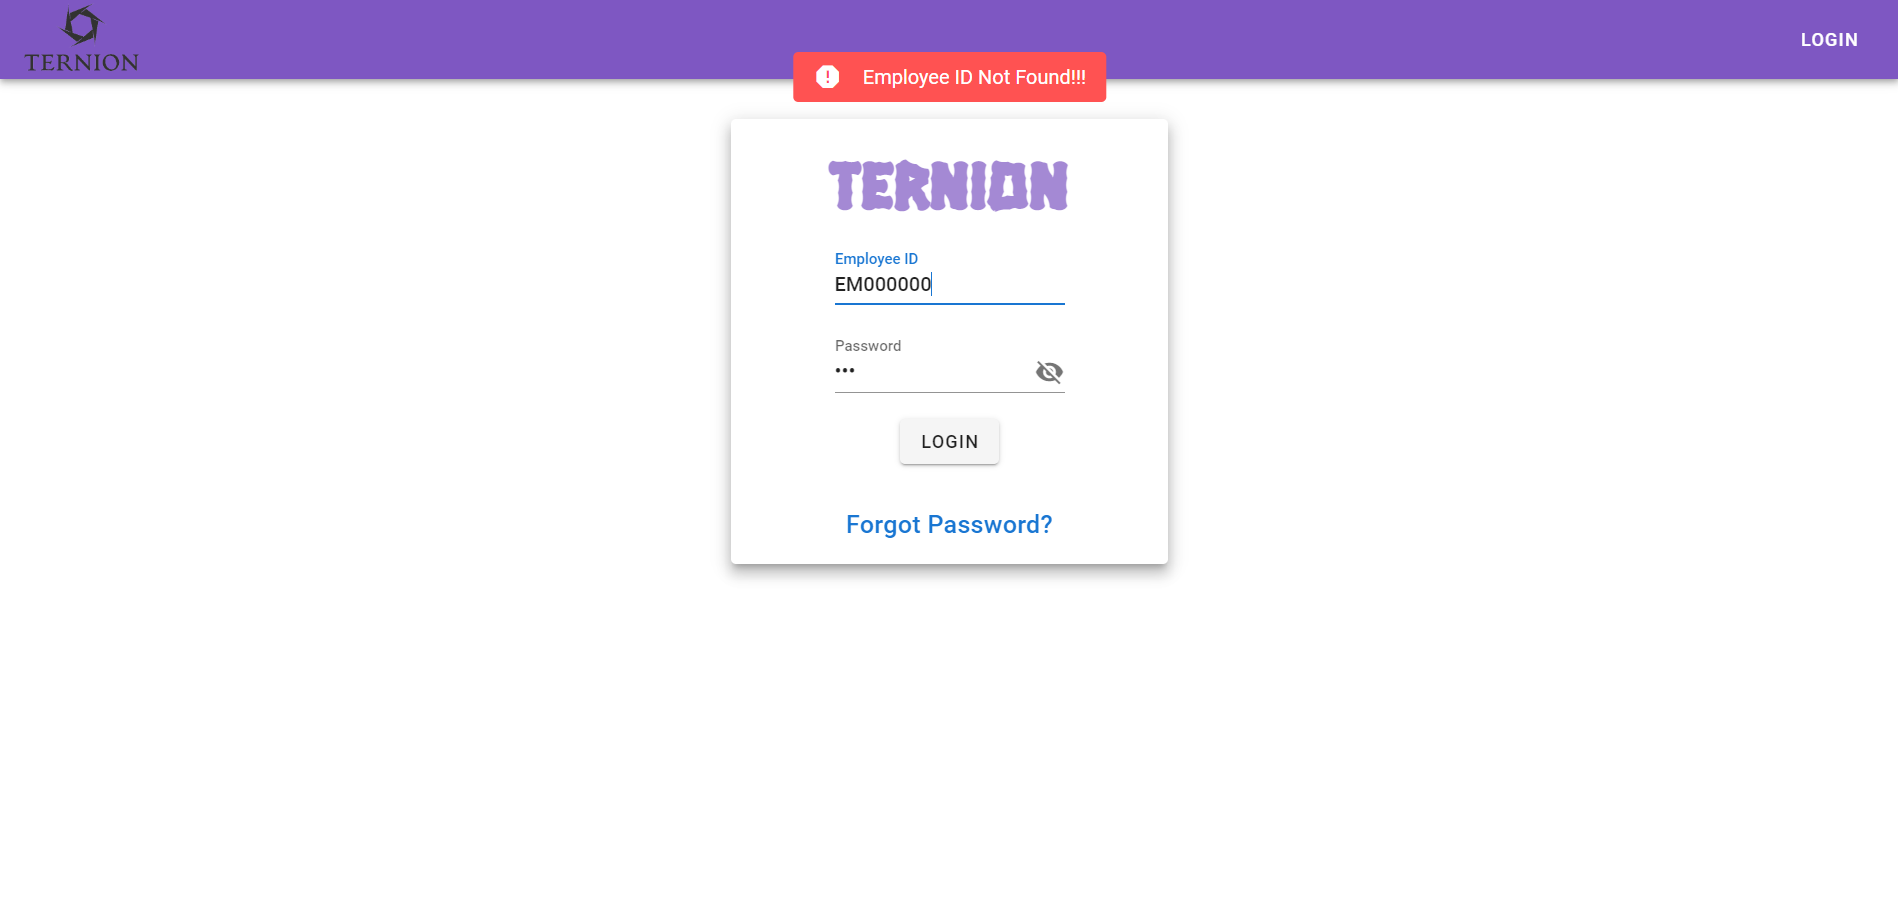 TERNION
LOGIN
Employee ID Not Found!!!
TERNION
Employee ID
EM000000
Password
•••
LOGIN
Forgot Password?